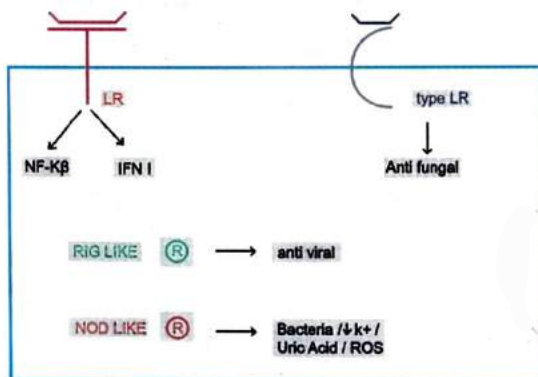 LR
type LR
NF-Kβ
IFN I
Anti fungal
RIG LIKE Ⓡ
anti viral
NOD LIKE Ⓡ
Bacteria /↓k+ /
Uric Acid / ROS